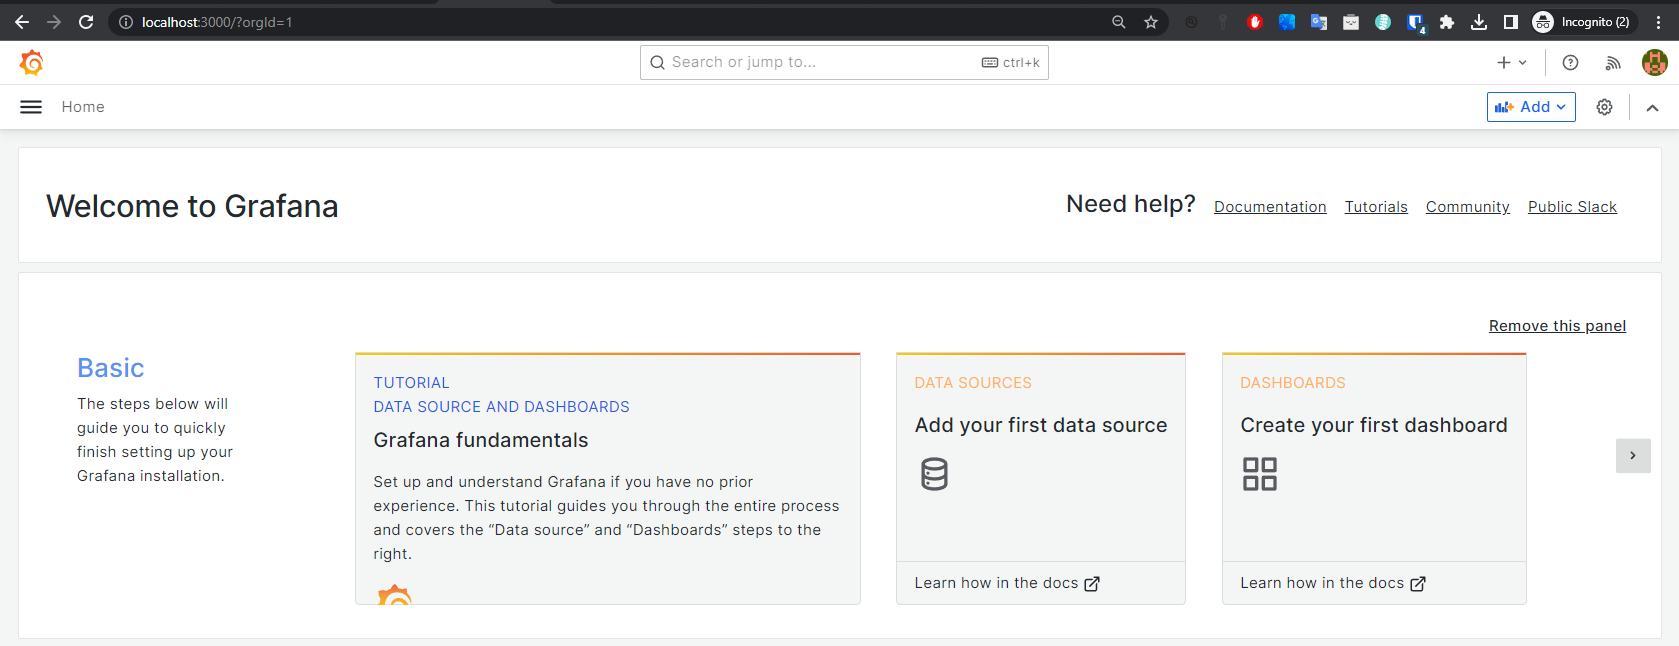 localhost:3000/?orgId=1
4
Incognito (2)
Search or jump to...
ctrl+k
Home
Add
Welcome to Grafana
Need help?
Documentation
Tutorials
Community
Public Slack
Remove this panel
Basic
The steps below will
guide you to quickly
finish setting up your
Grafana installation.
TUTORIAL
DATA SOURCE AND DASHBOARDS
Grafana fundamentals
Set up and understand Grafana if you have no prior
experience. This tutorial guides you through the entire process
and covers the “Data source” and “Dashboards” steps to the
right.
DATA SOURCES
Add your first data source
Learn how in the docs
DASHBOARDS
Create your first dashboard
Learn how in the docs